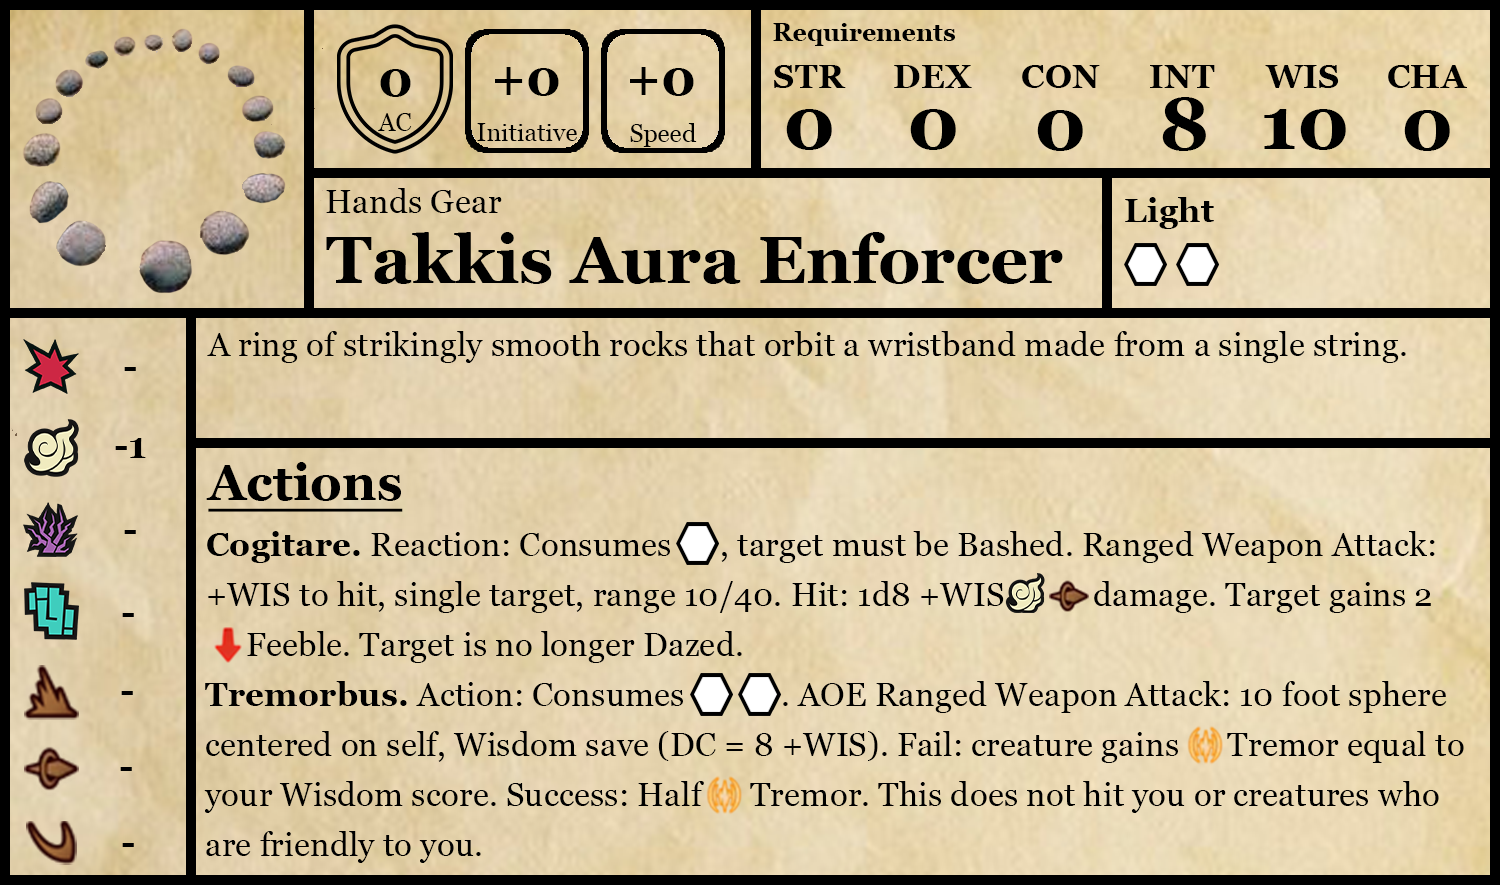 0
AC
+0
Initiative
+0
Speed
Requirements
STR DEX CON INT WIS CHA
0 0 0 8 10 0
Hands Gear
Takkis Aura Enforcer
Light
-
-1
-
-
-
-
-
A ring of strikingly smooth rocks that orbit a wristband made from a single string.
Actions
Cogitare. Reaction: Consumes , target must be Bashed. Ranged Weapon Attack:
+WIS to hit, single target, range 10/40. Hit: 1d8 +WIS damage. Target gains 2
Feeble. Target is no longer Dazed.
Tremorbus. Action: Consumes . AOE Ranged Weapon Attack: 10 foot sphere
centered on self, Wisdom save (DC = 8 +WIS). Fail: creature gains Tremor equal to
your Wisdom score. Success: Half Tremor. This does not hit you or creatures who
are friendly to you.